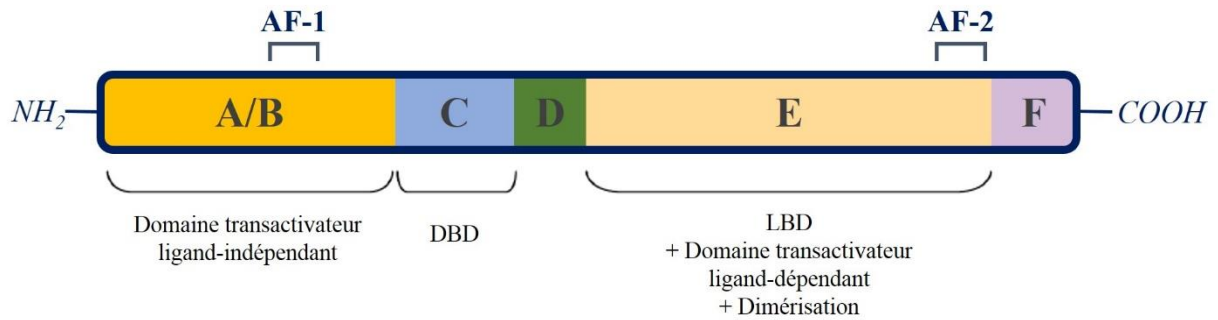 AF-1
AF-2
NH2
A/B
C
D
E
F
COOH
Domaine transactivateur
ligand-indépendant
DBD
LBD
+ Domaine transactivateur
ligand-dépendant
+ Dimérisation